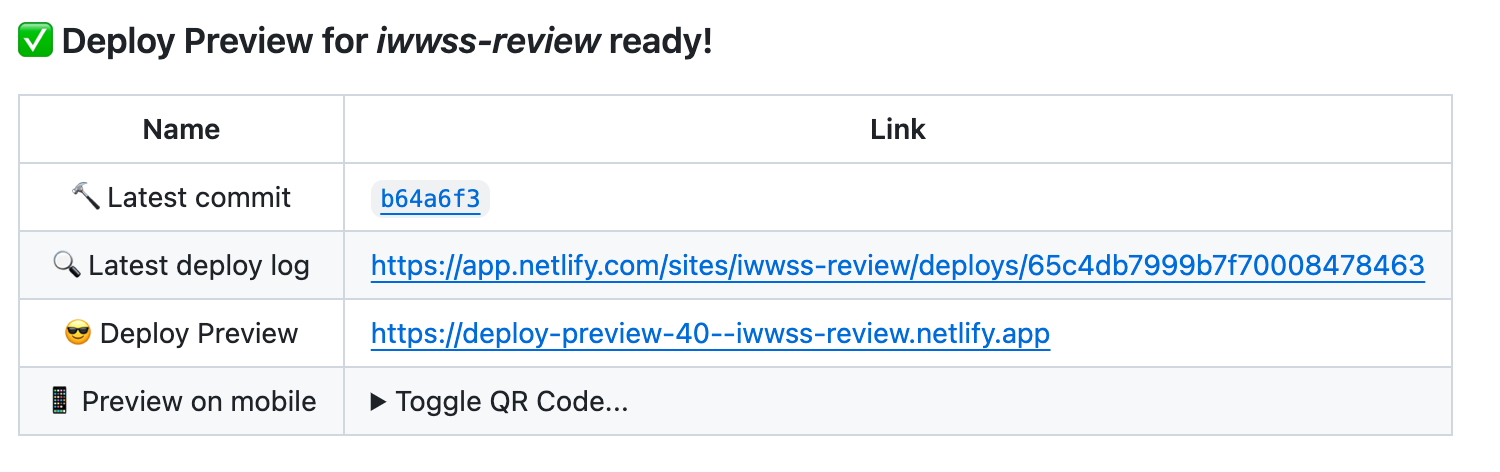 ✅ Deploy Preview for iwwss-review ready!
Name Link
🔨 Latest commit b64a6f3
🔍 Latest deploy log https://app.netlify.com/sites/iwwss-review/deploys/65c4db7999b7f70008478463
😎 Deploy Preview https://deploy-preview-40--iwwss-review.netlify.app
📱 Preview on mobile ▶ Toggle QR Code...